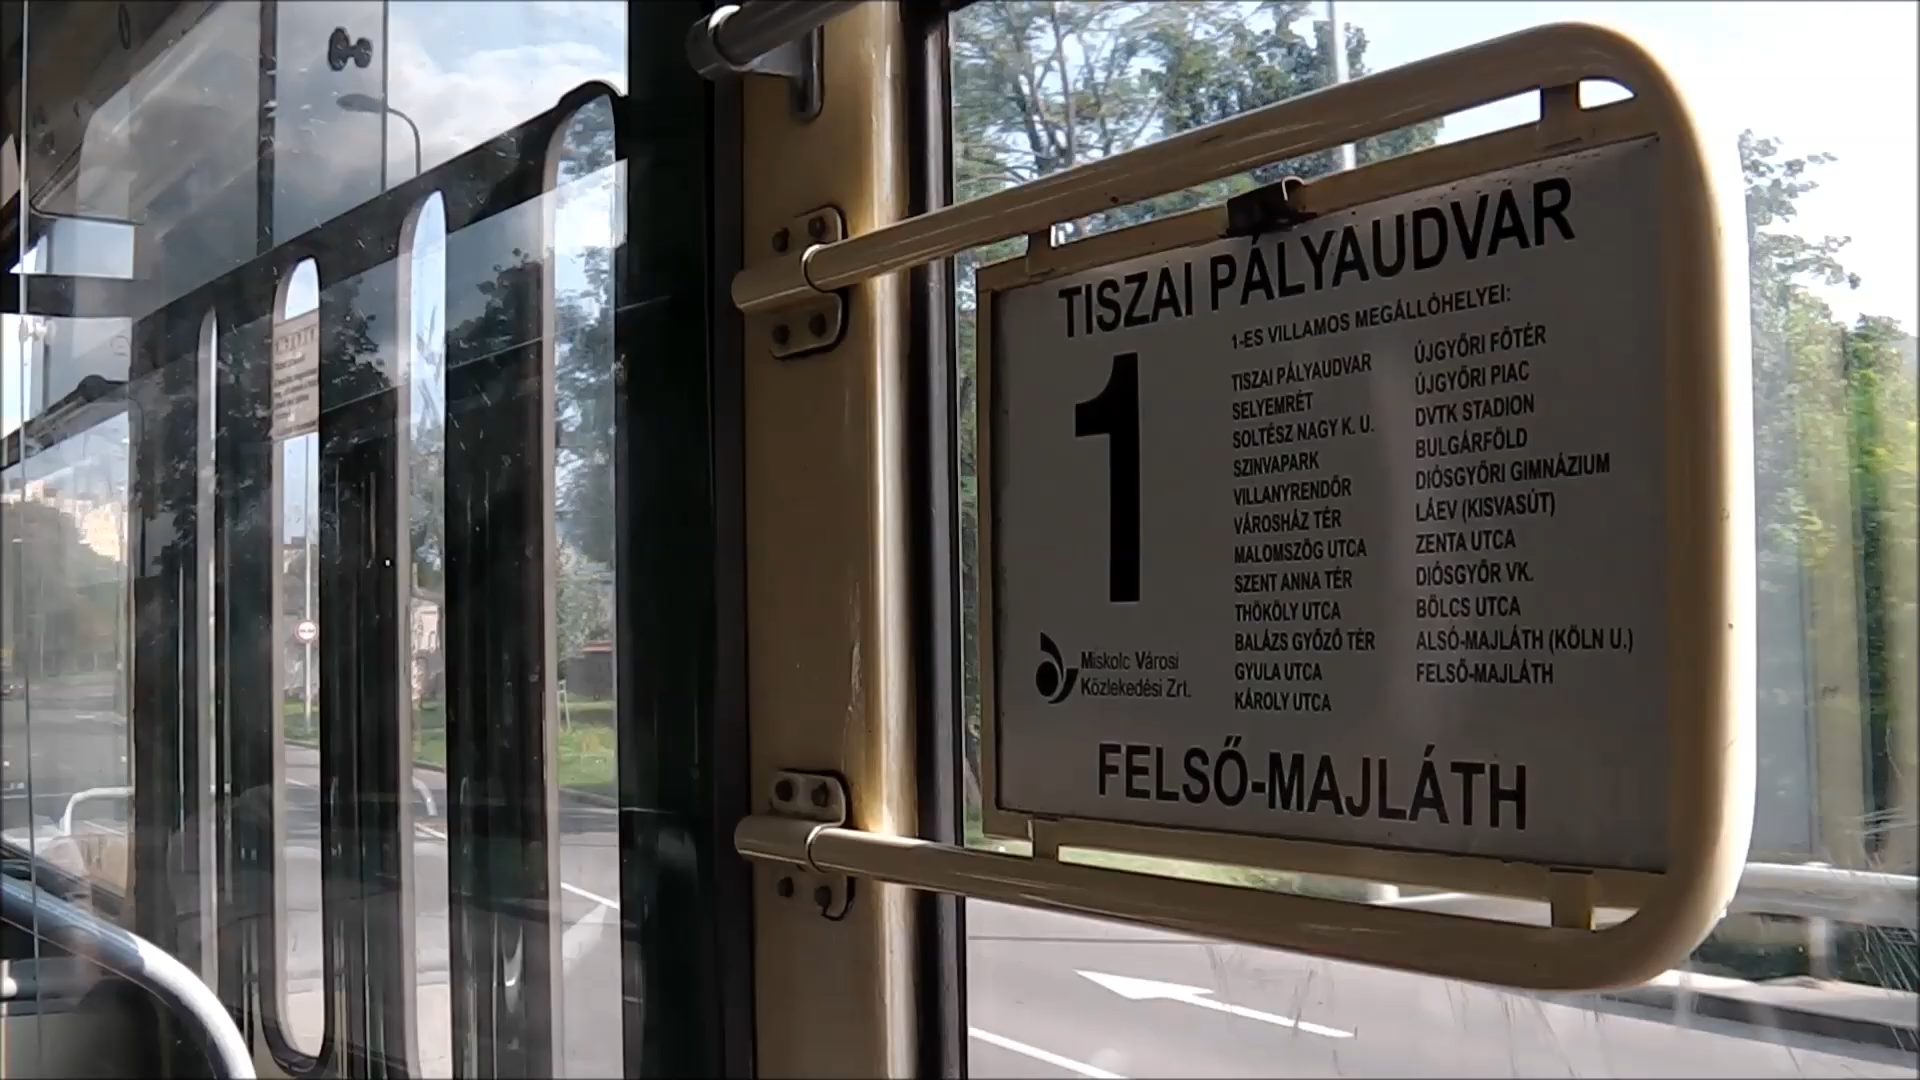 TISZAI PÁLYAUDVAR
1-ES VILLAMOS MEGÁLLÓHELYEI:
1
TISZAI PÁLYAUDVAR
SELYEMRÉT
SOLTÉSZ NAGY K. U.
SZINVAPARK
VILLANYRENDŐR
VÁROSHÁZ TÉR
MALOMSZÖG UTCA
SZENT ANNA TÉR
THÖKÖLY UTCA
BALÁZS GYŐZŐ TÉR
GYULA UTCA
KÁROLY UTCA
ÚJGYŐRI FŐTÉR
ÚJGYŐRI PIAC
DVTK STADION
BULGÁRFÖLD
DIÓSGYŐRI GIMNÁZIUM
LÁEV (KISVASÚT)
ZENTA UTCA
DIÓSGYŐR VK.
BÖLCS UTCA
ALSÓ-MAJLÁTH (KÖLN U.)
FELSŐ-MAJLÁTH
Miskolc Városi
Közlekedési Zrt.
FELSŐ-MAJLÁTH